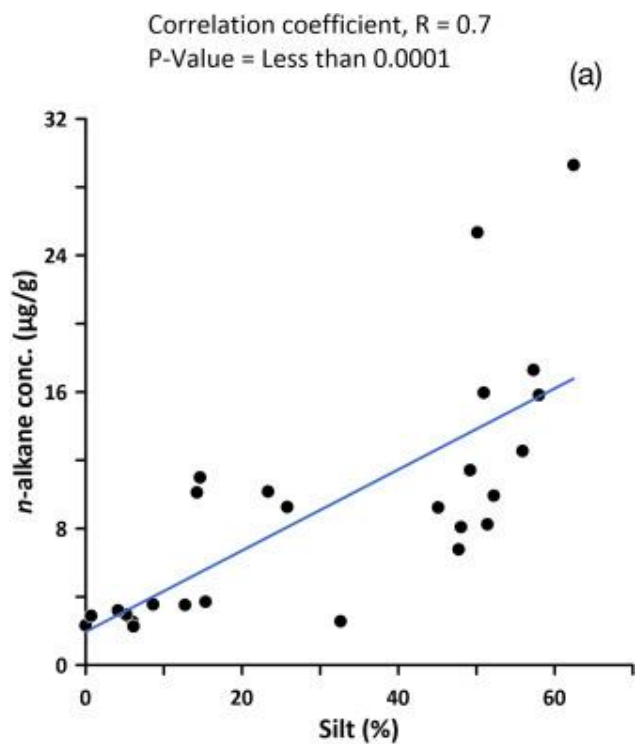 Correlation coefficient, R = 0.7
P-Value = Less than 0.0001
(a)
32
24
16
8
0
n-alkane conc. (μg/g)
0 20 40 60
Silt (%)